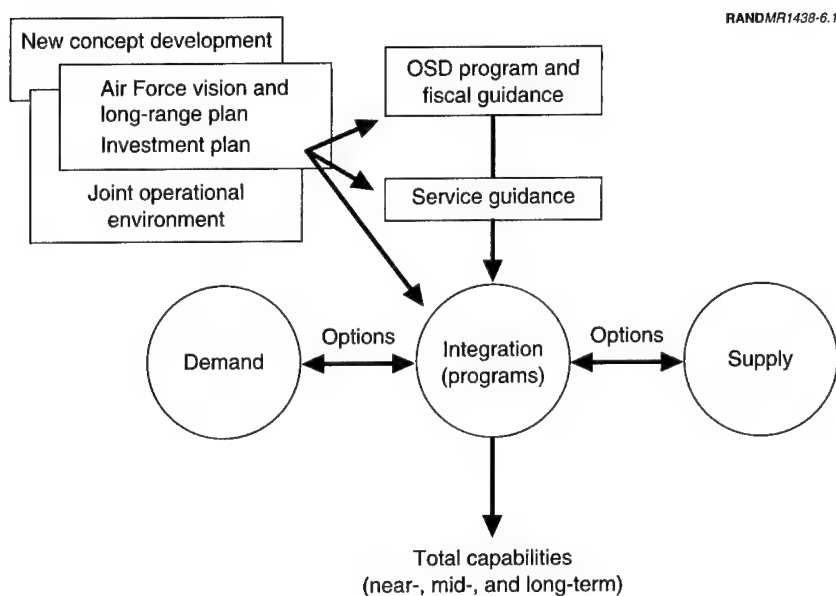 RANDMR1438-6.1
New concept development
Air Force vision and
long-range plan
Investment plan
Joint operational
environment
OSD program and
fiscal guidance
Service guidance
Demand
Options
Integration
(programs)
Options
Supply
Total capabilities
(near-, mid-, and long-term)